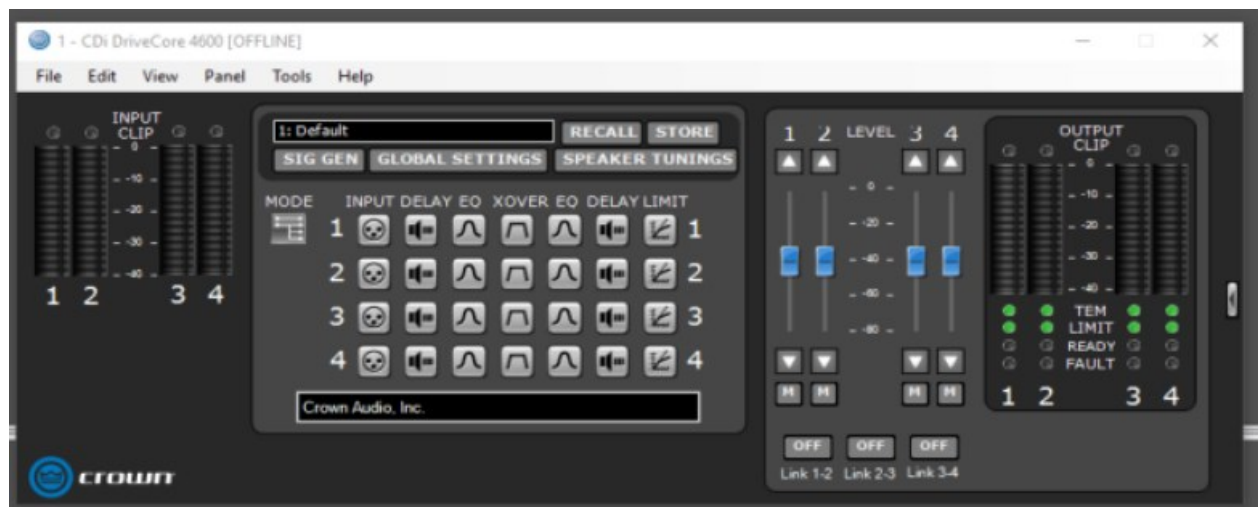 1 - CDi DriveCore 4600 [OFFLINE]
File Edit View Panel Tools Help
INPUT
CLIP
0
-10
-20
-30
-40
1 2 3 4
1: Default RECALL STORE
SIG GEN GLOBAL SETTINGS SPEAKER TUNINGS
MODE INPUT DELAY EQ XOVER EQ DELAY LIMIT
1 1
2 2
3 3
4 4
Crown Audio, Inc.
crown
1 2 LEVEL 3 4
0
-20
-40
-60
-80
M M M M
OFF OFF OFF
Link 1-2 Link 2-3 Link 3-4
OUTPUT
CLIP
0
-10
-20
-30
-40
TEM
LIMIT
READY
FAULT
1 2 3 4